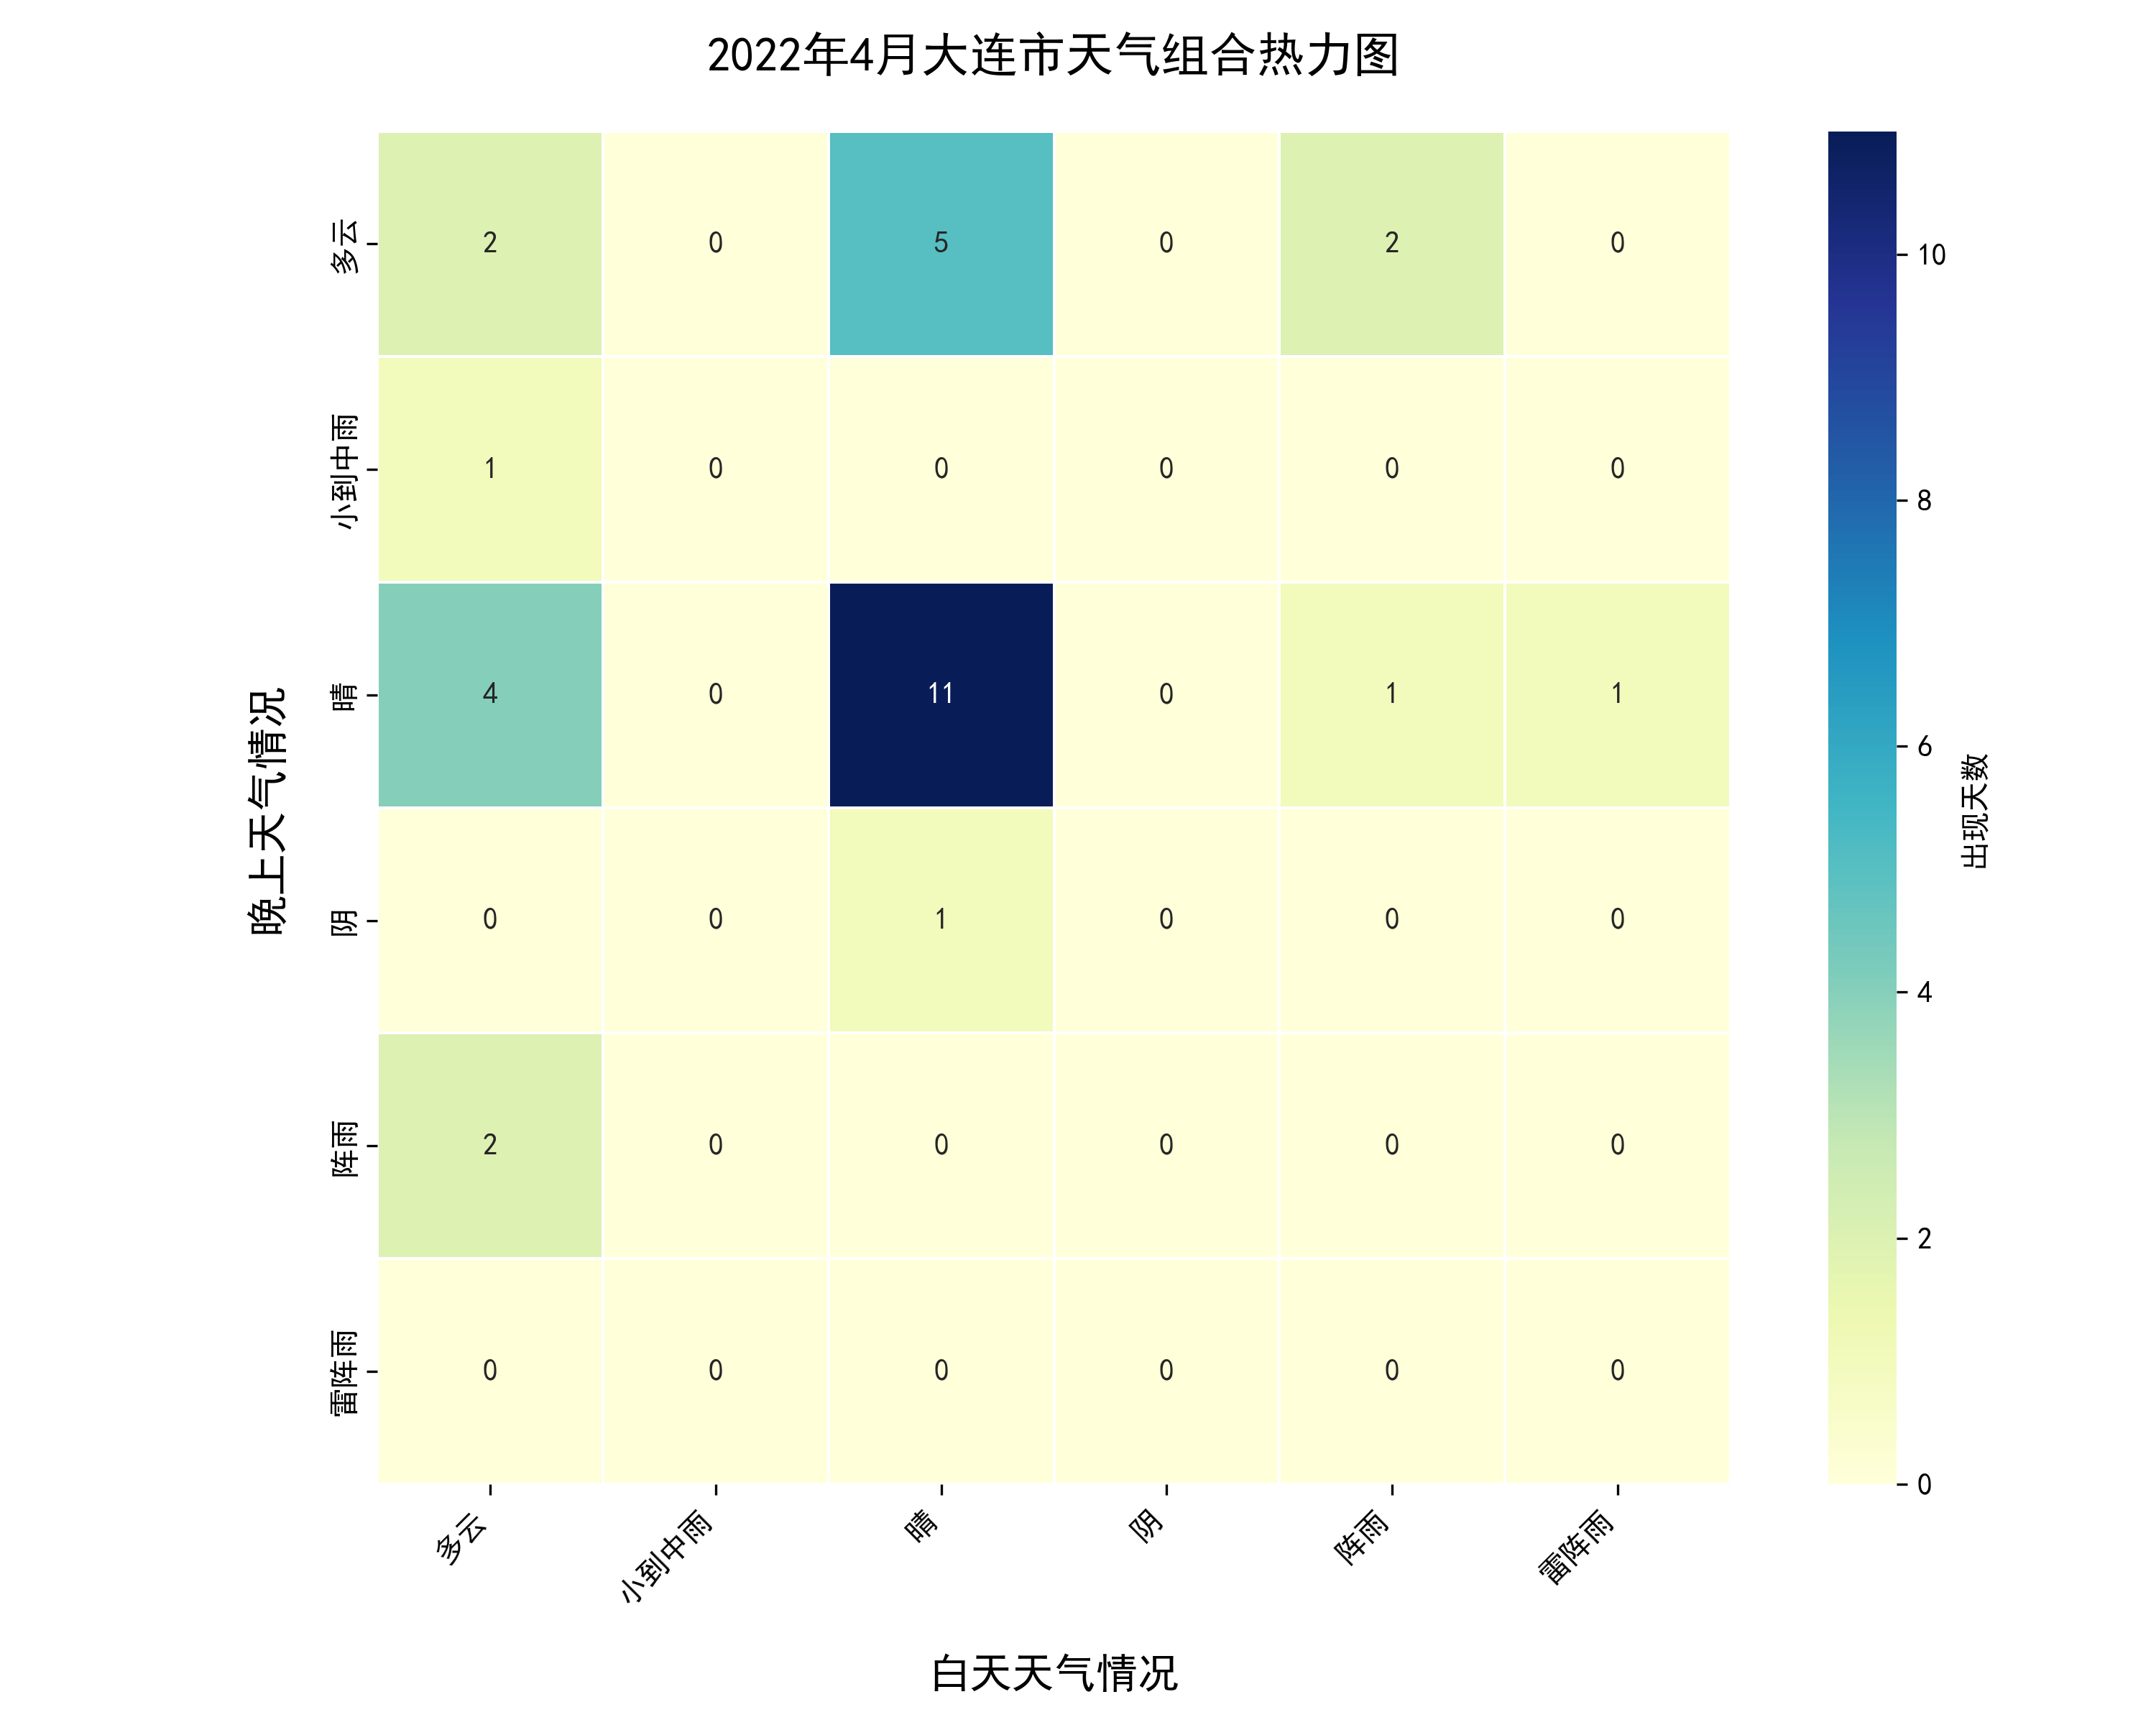 2022年4月大连市天气组合热力图
多云 2 0 5 0 2 0
小到中雨 1 0 0 0 0 0
晴 4 0 11 0 1 1
阴 0 0 1 0 0 0
阵雨 2 0 0 0 0 0
雷阵雨 0 0 0 0 0 0
晚上天气情况
多云 小到中雨 晴 阴 阵雨 雷阵雨
白天天气情况
10
8
6
4
2
0
出现天数